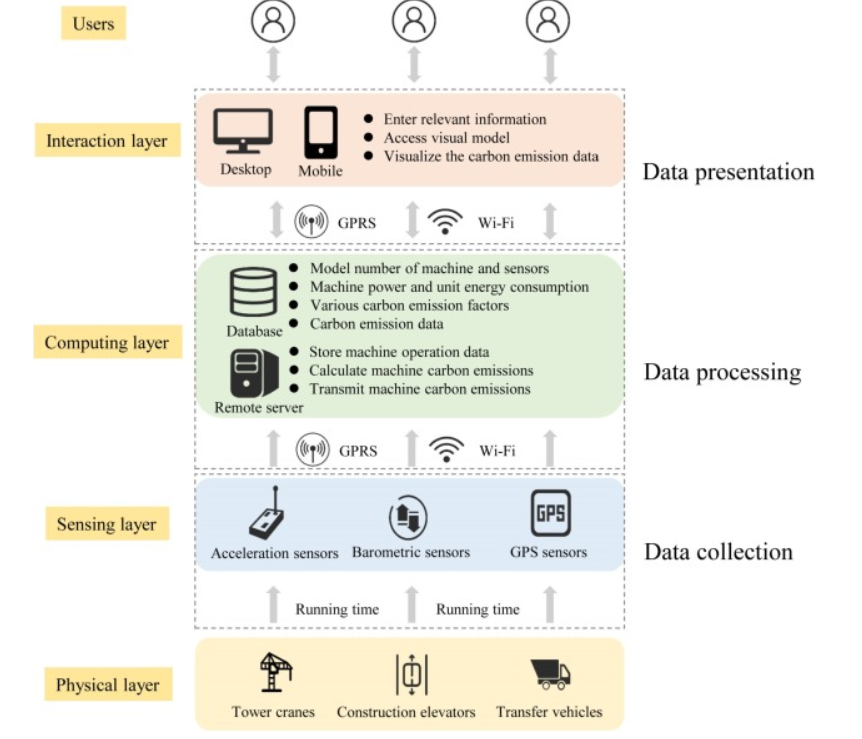 Users
Interaction layer
Desktop
Mobile
Enter relevant information
Access visual model
Visualize the carbon emission data
Data presentation
GPRS
Wi-Fi
Computing layer
Database
Model number of machine and sensors
Machine power and unit energy consumption
Various carbon emission factors
Carbon emission data
Remote server
Store machine operation data
Calculate machine carbon emissions
Transmit machine carbon emissions
Data processing
GPRS
Wi-Fi
Sensing layer
GPS
Acceleration sensors
Barometric sensors
GPS sensors
Data collection
Running time
Running time
Physical layer
Tower cranes
Construction elevators
Transfer vehicles